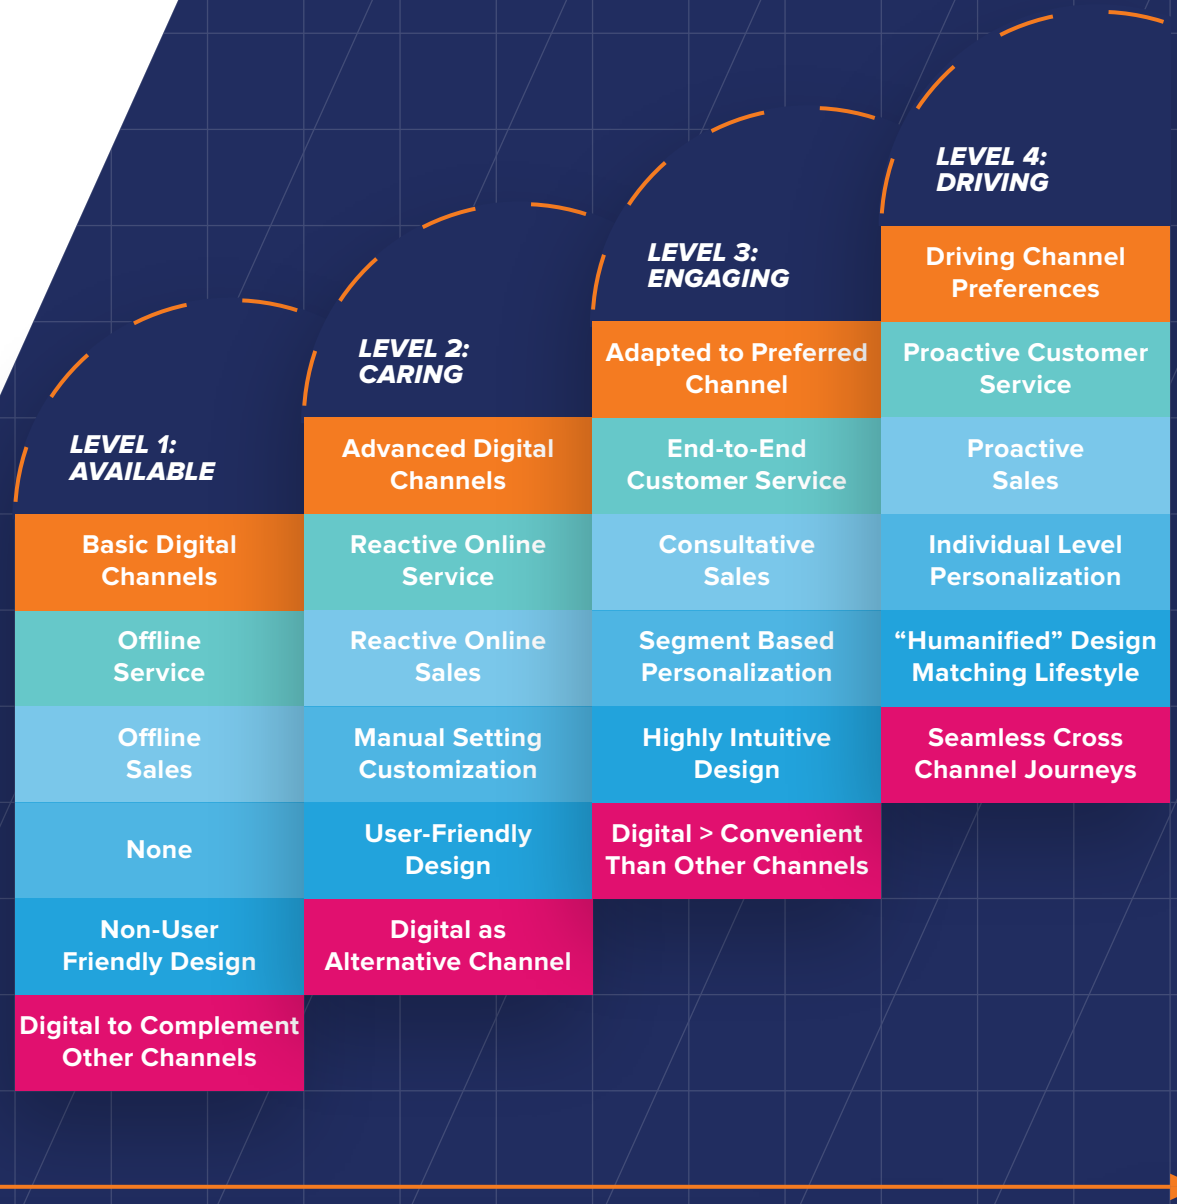 LEVEL 1:
AVAILABLE
Basic Digital
Channels
Offline
Service
Offline
Sales
None
Non-User
Friendly Design
Digital to Complement
Other Channels
LEVEL 2:
CARING
Advanced Digital
Channels
Reactive Online
Service
Reactive Online
Sales
Manual Setting
Customization
User-Friendly
Design
Digital as
Alternative Channel
LEVEL 3:
ENGAGING
Adapted to Preferred
Channel
End-to-End
Customer Service
Consultative
Sales
Segment Based
Personalization
Highly Intuitive
Design
Digital > Convenient
Than Other Channels
LEVEL 4:
DRIVING
Driving Channel
Preferences
Proactive Customer
Service
Proactive
Sales
Individual Level
Personalization
“Humanified” Design
Matching Lifestyle
Seamless Cross
Channel Journeys